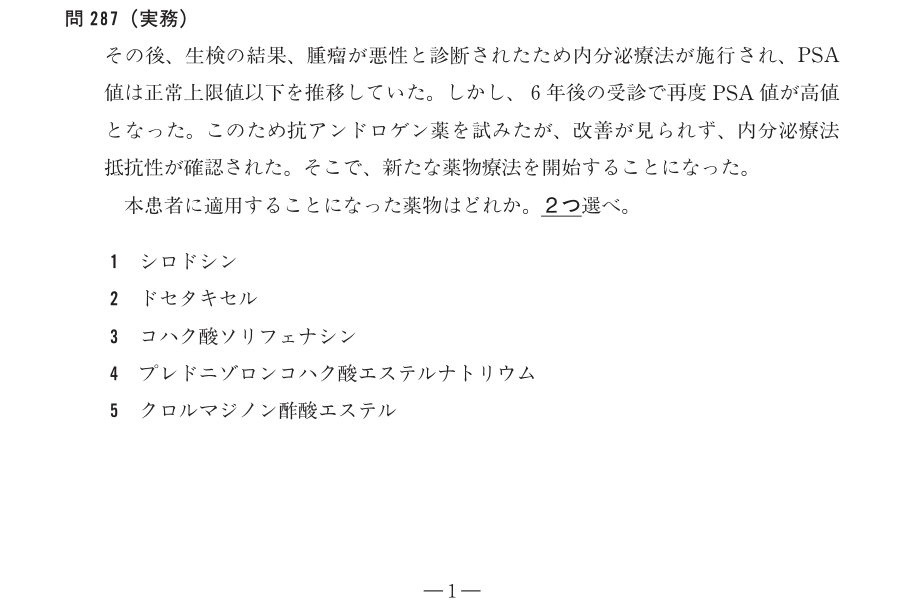 問 287（実務）
その後、生検の結果、腫瘤が悪性と診断されたため内分泌療法が施行され、PSA
値は正常上限値以下を推移していた。しかし、6 年後の受診で再度 PSA 値が高値
となった。このため抗アンドロゲン薬を試みたが、改善が見られず、内分泌療法
抵抗性が確認された。そこで、新たな薬物療法を開始することになった。
本患者に適用することになった薬物はどれか。２つ選べ。
1 シロドシン
2 ドセタキセル
3 コハク酸ソリフェナシン
4 プレドニゾロンコハク酸エステルナトリウム
5 クロルマジノン酢酸エステル
― 1 ―